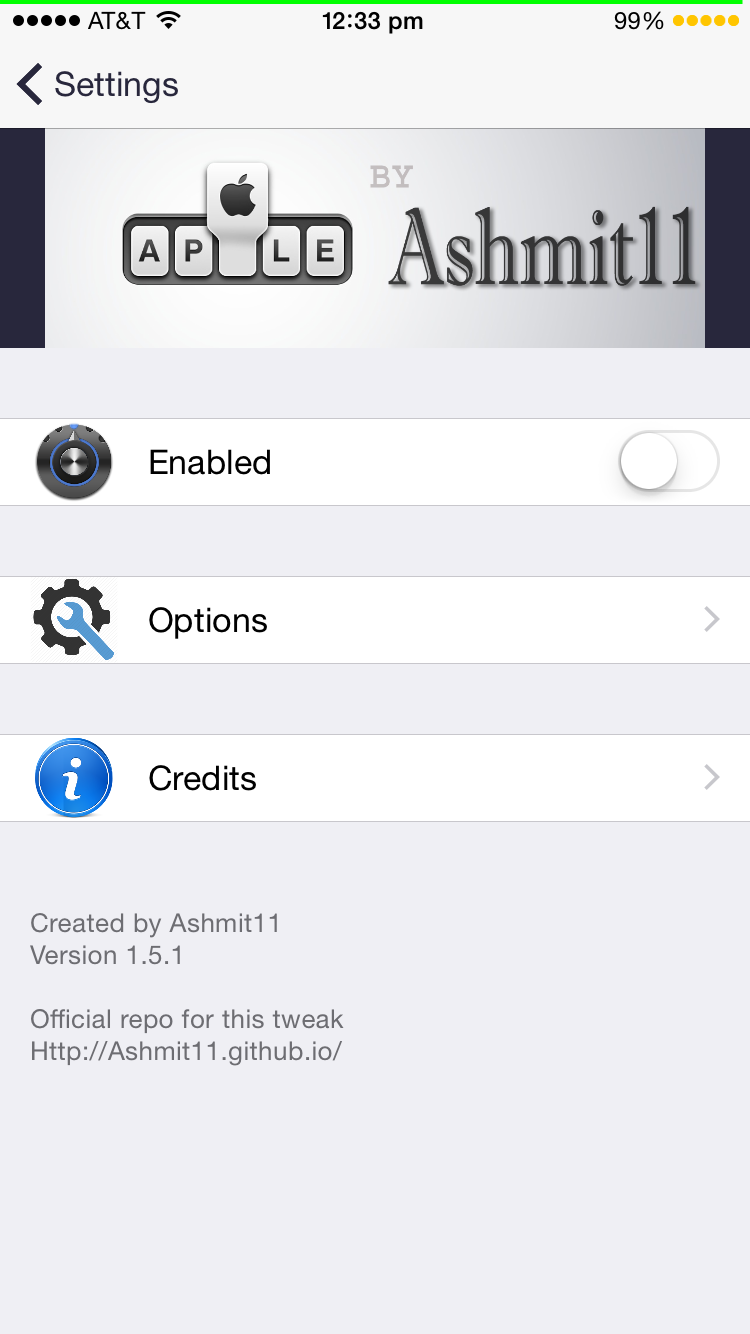 AT&T 12:33 pm 99%
Settings
BY
A P L E Ashmit11
Enabled
Options
Credits
Created by Ashmit11
Version 1.5.1
Official repo for this tweak
Http://Ashmit11.github.io/